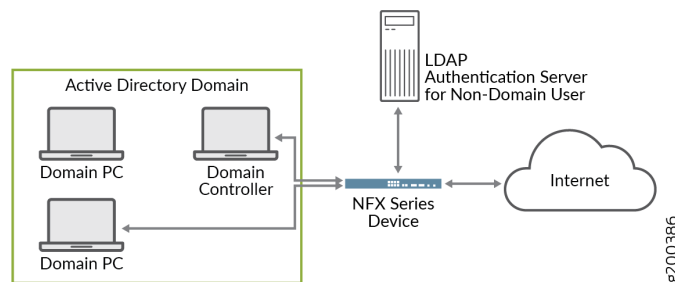 Active Directory Domain
Domain PC
Domain
Controller
Domain PC
LDAP
Authentication Server
for Non-Domain User
NFX Series
Device
Internet
g200386